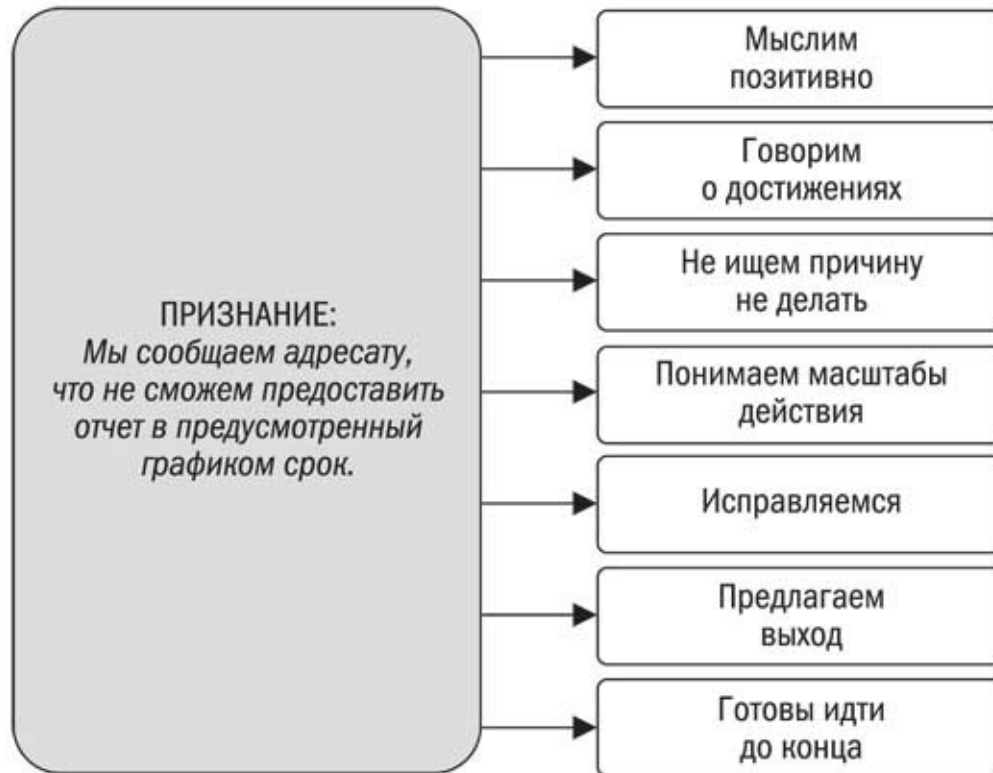 ПРИЗНАНИЕ:
Мы сообщаем адресату,
что не сможем предоставить
отчет в предусмотренный
графиком срок.
Мыслим
позитивно
Говорим
о достижениях
Не ищем причину
не делать
Понимаем масштабы
действия
Исправляемся
Предлагаем
выход
Готовы идти
до конца